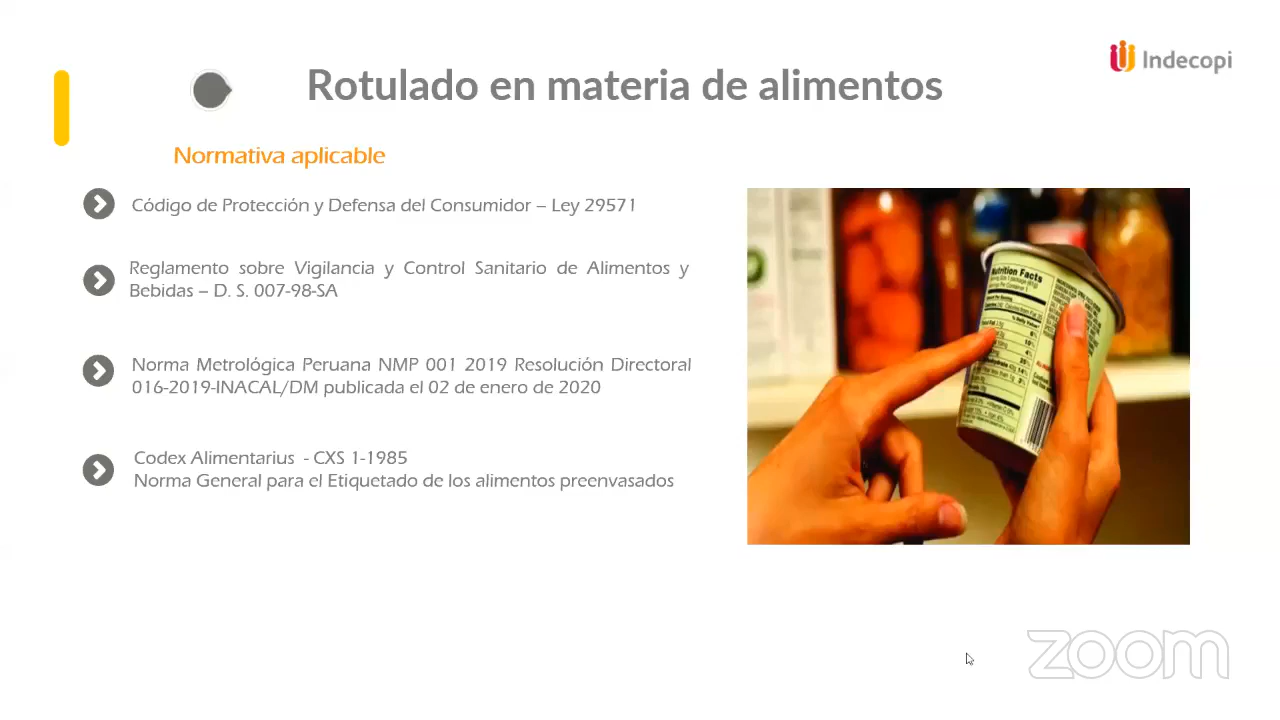 Indecopi
Rotulado en materia de alimentos
Normativa aplicable
Código de Protección y Defensa del Consumidor – Ley 29571
Reglamento sobre Vigilancia y Control Sanitario de Alimentos y
Bebidas – D. S. 007-98-SA
Norma Metrológica Peruana NMP 001 2019 Resolución Directoral
016-2019-INACAL/DM publicada el 02 de enero de 2020
Codex Alimentarius - CXS 1-1985
Norma General para el Etiquetado de los alimentos preenvasados
Nutrition Facts
zoom